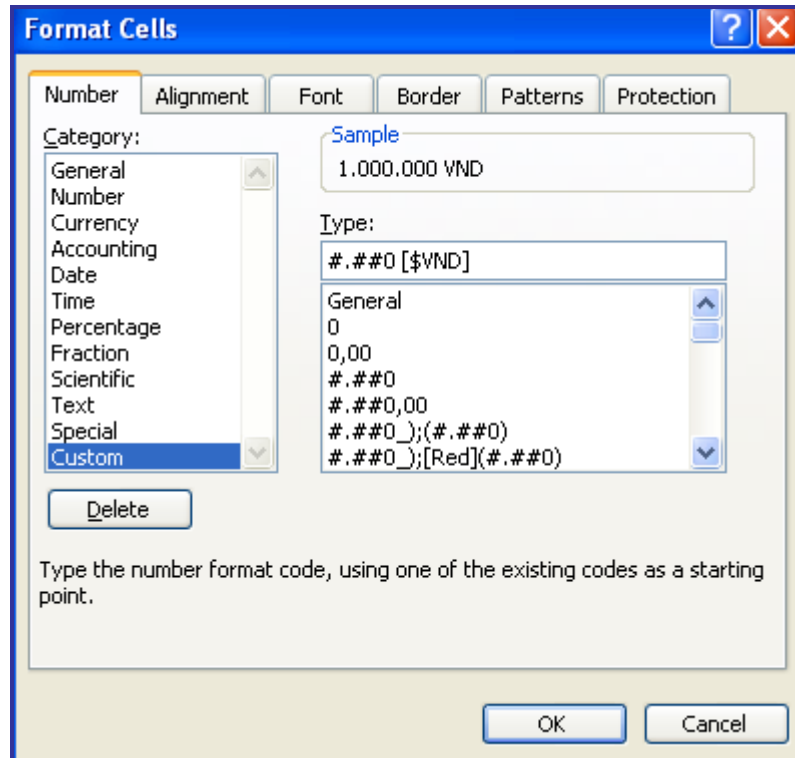 Format Cells
Number Alignment Font Border Patterns Protection
Category:
General
Number
Currency
Accounting
Date
Time
Percentage
Fraction
Scientific
Text
Special
Custom
Sample
1.000.000 VND
Type:
#.##0 [$VND]
General
0
0,00
#.##0
#.##0,00
#.##0_);(#.##0)
#.##0_);[Red](#.##0)
Delete
Type the number format code, using one of the existing codes as a starting
point.
OK Cancel